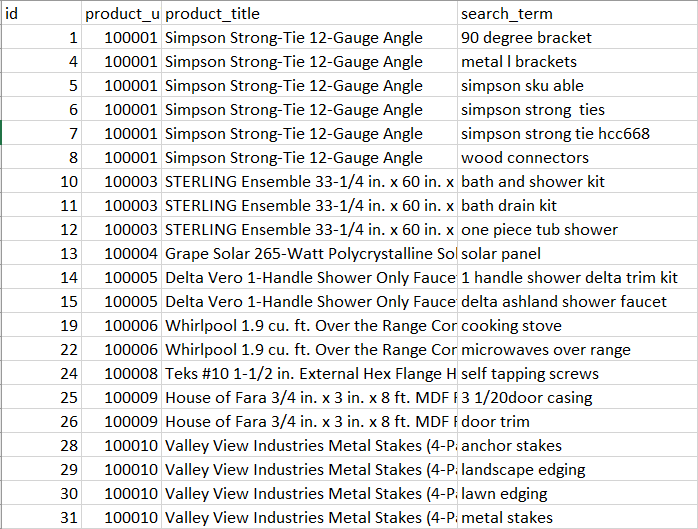 id product_u product_title search_term
1 100001 Simpson Strong-Tie 12-Gauge Angle 90 degree bracket
4 100001 Simpson Strong-Tie 12-Gauge Angle metal l brackets
5 100001 Simpson Strong-Tie 12-Gauge Angle simpson sku able
6 100001 Simpson Strong-Tie 12-Gauge Angle simpson strong  ties
7 100001 Simpson Strong-Tie 12-Gauge Angle simpson strong tie hcc668
8 100001 Simpson Strong-Tie 12-Gauge Angle wood connectors
10 100003 STERLING Ensemble 33-1/4 in. x 60 in. x bath and shower kit
11 100003 STERLING Ensemble 33-1/4 in. x 60 in. x bath drain kit
12 100003 STERLING Ensemble 33-1/4 in. x 60 in. x one piece tub shower
13 100004 Grape Solar 265-Watt Polycrystalline Sol solar panel
14 100005 Delta Vero 1-Handle Shower Only Fauce 1 handle shower delta trim kit
15 100005 Delta Vero 1-Handle Shower Only Fauce delta ashland shower faucet
19 100006 Whirlpool 1.9 cu. ft. Over the Range Con cooking stove
22 100006 Whirlpool 1.9 cu. ft. Over the Range Con microwaves over range
24 100008 Teks #10 1-1/2 in. External Hex Flange H self tapping screws
25 100009 House of Fara 3/4 in. x 3 in. x 8 ft. MDF F 3 1/20door casing
26 100009 House of Fara 3/4 in. x 3 in. x 8 ft. MDF F door trim
28 100010 Valley View Industries Metal Stakes (4-Pa anchor stakes
29 100010 Valley View Industries Metal Stakes (4-Pa landscape edging
30 100010 Valley View Industries Metal Stakes (4-Pa lawn edging
31 100010 Valley View Industries Metal Stakes (4-Pa metal stakes